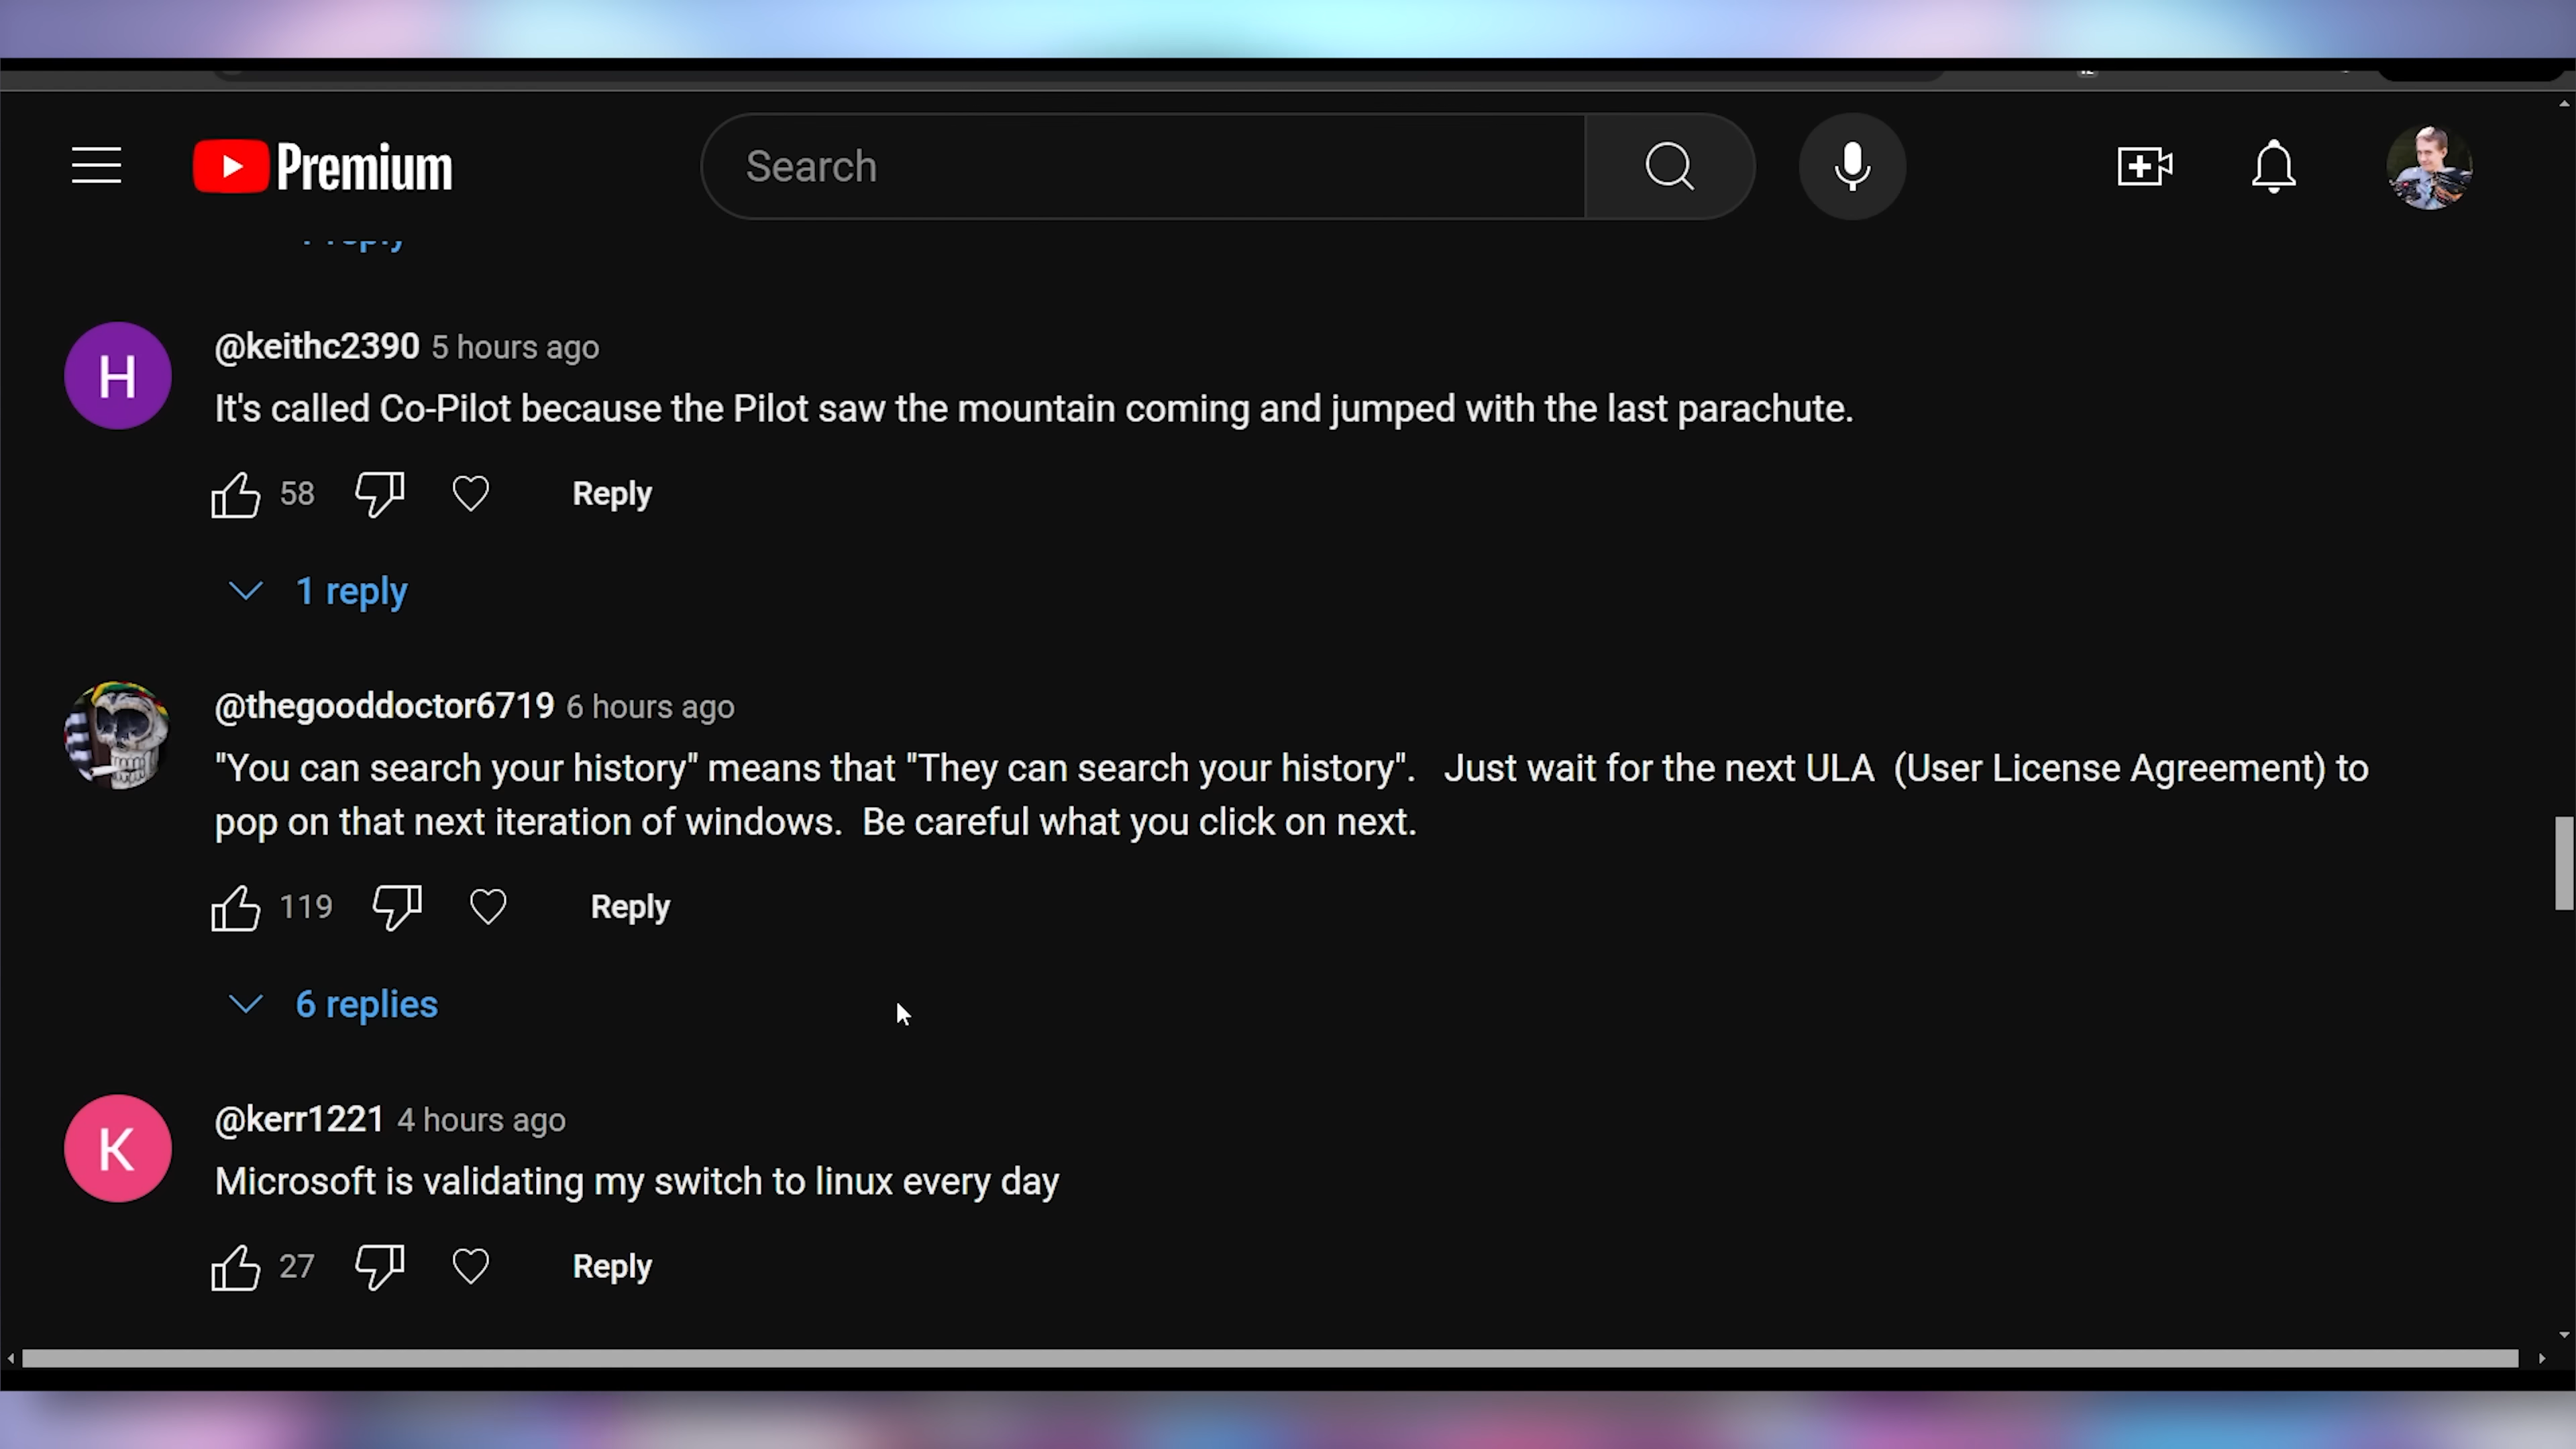 Premium
Search
1 reply
H
@keithc2390 5 hours ago
It's called Co-Pilot because the Pilot saw the mountain coming and jumped with the last parachute.
58 Reply
1 reply
@thegooddoctor6719 6 hours ago
"You can search your history" means that "They can search your history".   Just wait for the next ULA  (User License Agreement) to
pop on that next iteration of windows.  Be careful what you click on next.
119 Reply
6 replies
K
@kerr1221 4 hours ago
Microsoft is validating my switch to linux every day
27 Reply